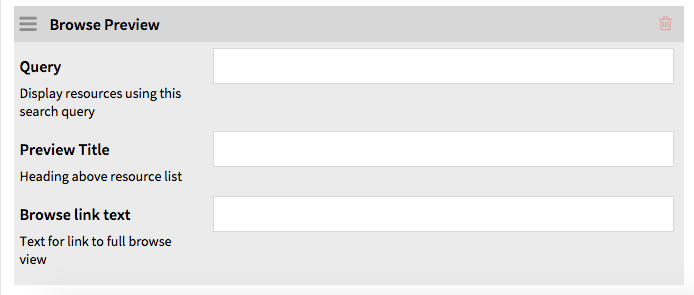 Browse Preview
Query
Display resources using this
search query
Preview Title
Heading above resource list
Browse link text
Text for link to full browse
view